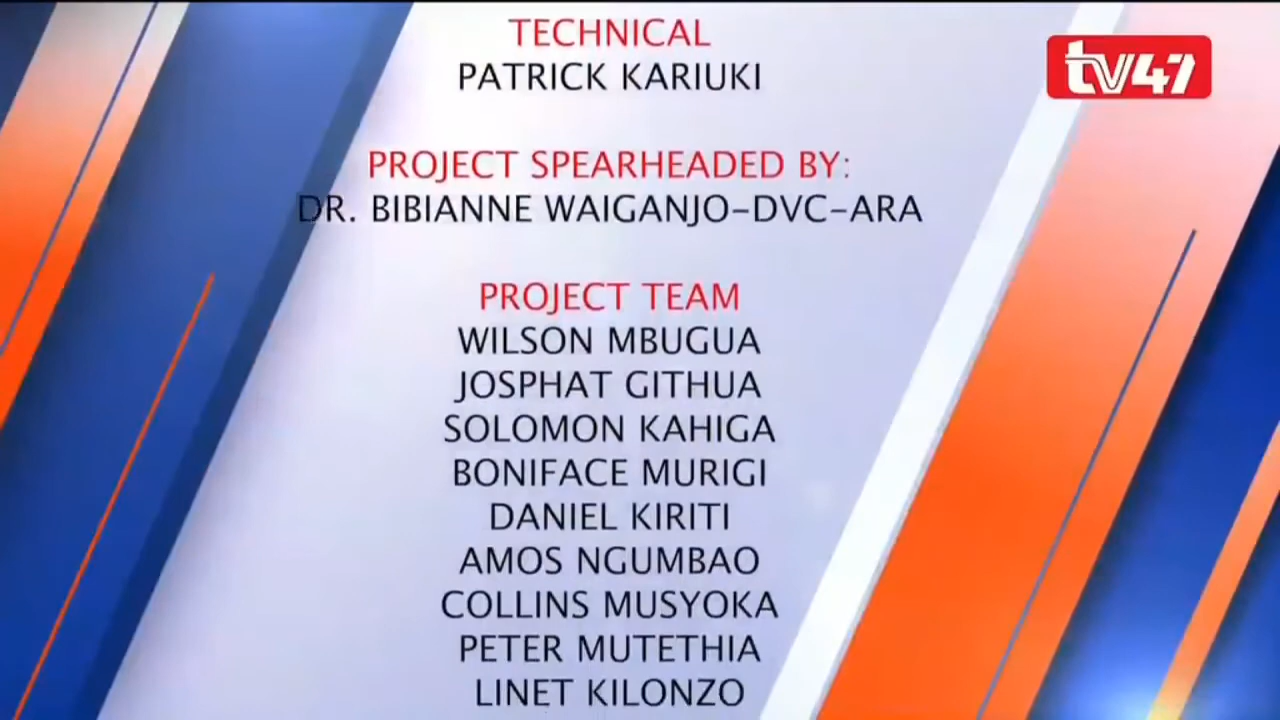 TECHNICAL
PATRICK KARIUKI
tv47
PROJECT SPEARHEADED BY:
DR. BIBIANNE WAIGANJO-DVC-ARA
PROJECT TEAM
WILSON MBUGUA
JOSPHAT GITHUA
SOLOMON KAHIGA
BONIFACE MURIGI
DANIEL KIRITI
AMOS NGUMBAO
COLLINS MUSYOKA
PETER MUTETHIA
LINET KILONZO